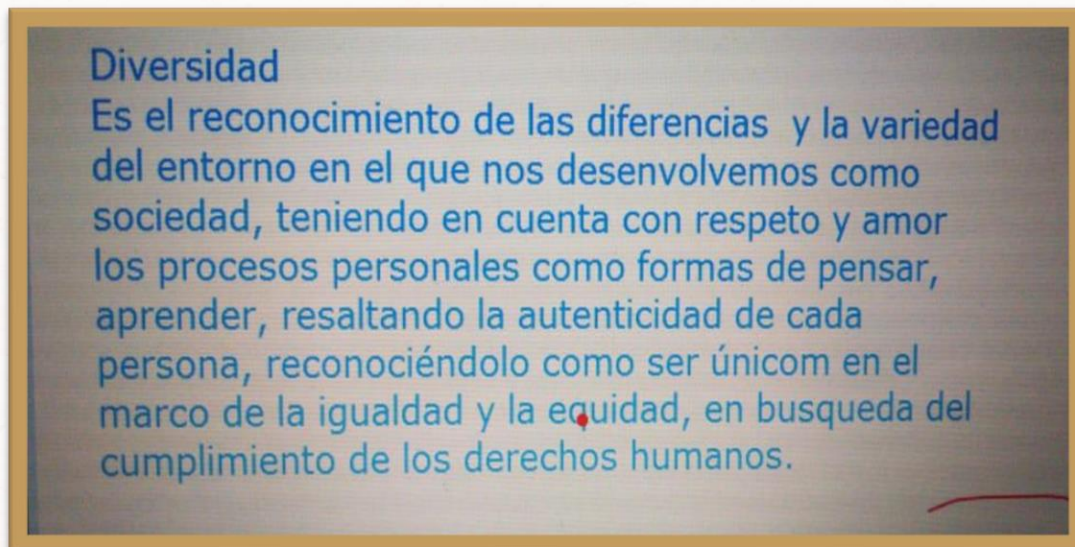 Diversidad
Es el reconocimiento de las diferencias  y la variedad
del entorno en el que nos desenvolvemos como
sociedad, teniendo en cuenta con respeto y amor
los procesos personales como formas de pensar,
aprender, resaltando la autenticidad de cada
persona, reconociéndolo como ser únicom en el
marco de la igualdad y la equidad, en busqueda del
cumplimiento de los derechos humanos.